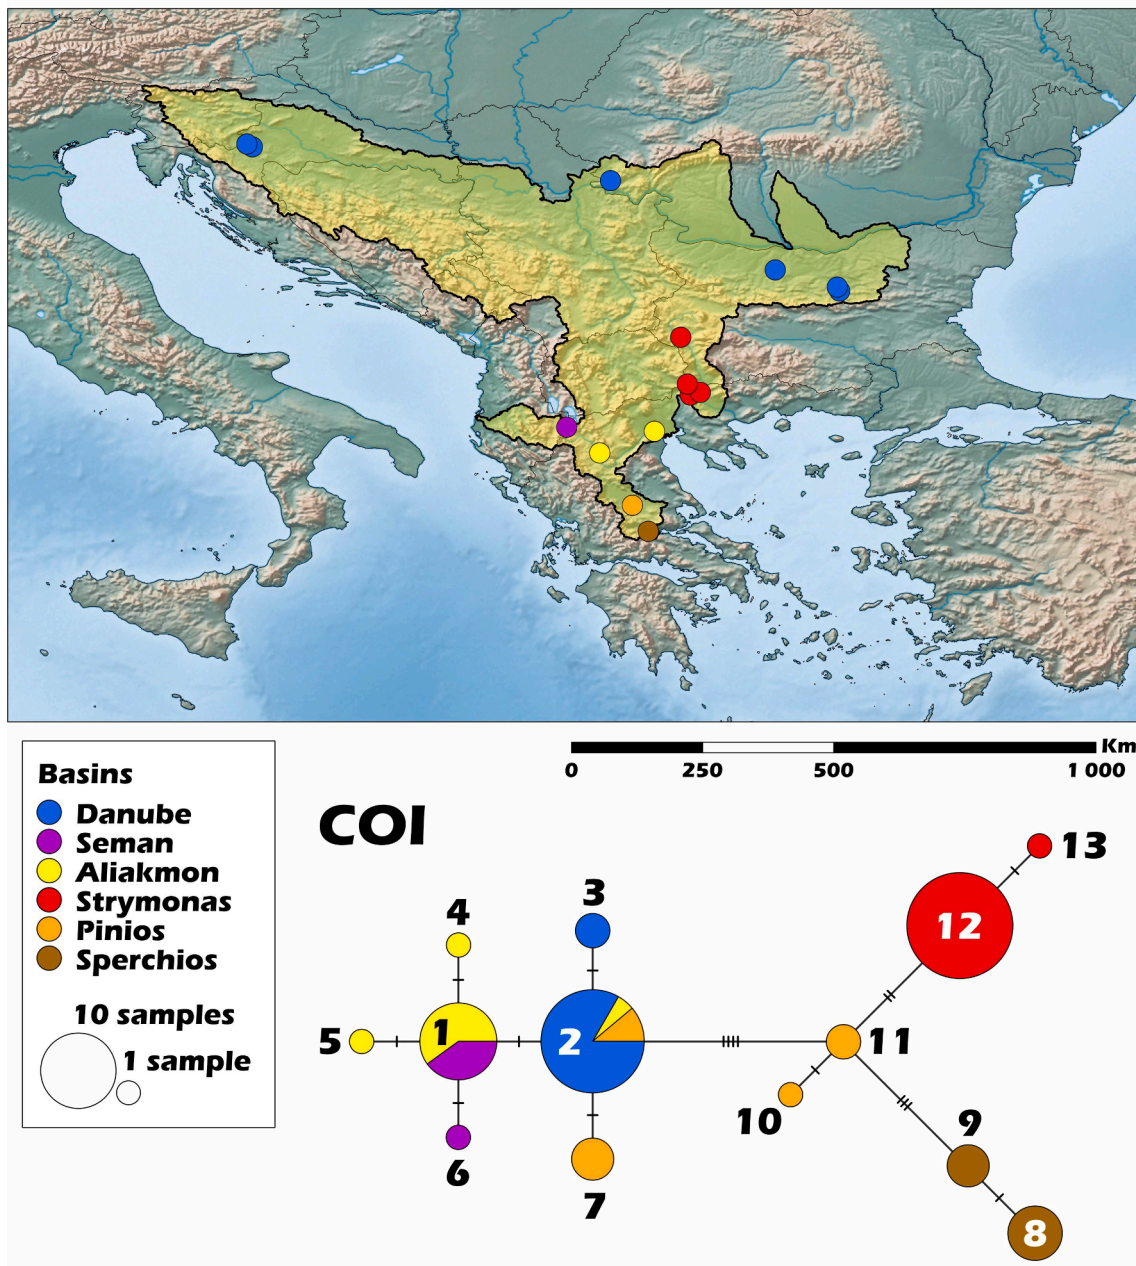 Km
0 250 500 1 000
Basins
Danube
Seman
Aliakmon
Strymonas
Pinios
Sperchios
10 samples
1 sample
COI
13
12
3
4
5
1
2
11
10
9
6
7
8